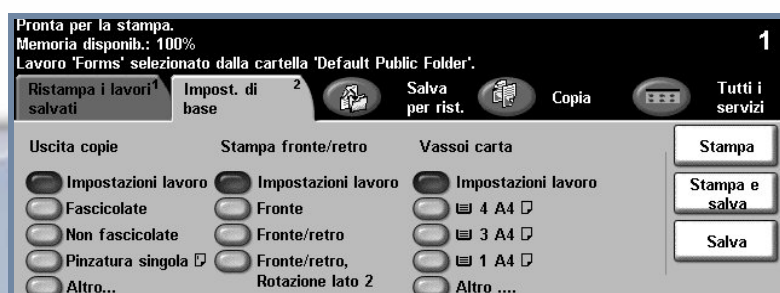 Pronta per la stampa.
Memoria disponib.: 100%
1
Lavoro 'Forms' selezionato dalla cartella 'Default Public Folder'.
Ristampa i lavori 1
salvati
Impost. di 2
base
Salva
per rist.
Copia
Tutti i
servizi
Uscita copie
Impostazioni lavoro
Fascicolate
Non fascicolate
Pinzatura singola
Altro...
Stampa fronte/retro
Impostazioni lavoro
Fronte
Fronte/retro
Fronte/retro,
Rotazione lato 2
Vassoi carta
Impostazioni lavoro
4 A4
3 A4
1 A4
Altro ....
Stampa
Stampa e
salva
Salva